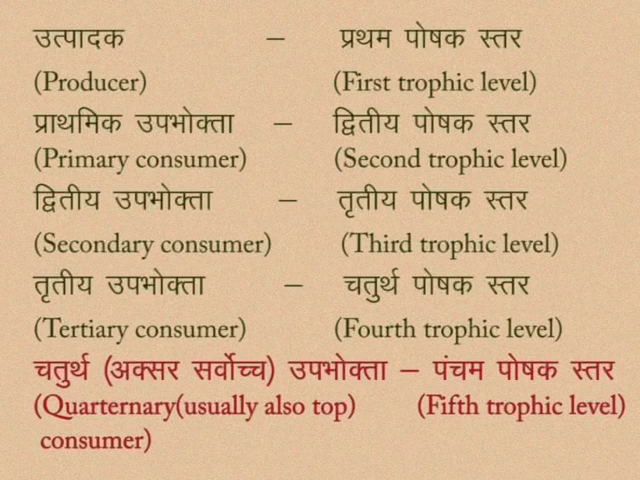 उत्पादक – प्रथम पोषक स्तर
(Producer) (First trophic level)
प्राथमिक उपभोक्ता – द्वितीय पोषक स्तर
(Primary consumer) (Second trophic level)
द्वितीय उपभोक्ता – तृतीय पोषक स्तर
(Secondary consumer) (Third trophic level)
तृतीय उपभोक्ता – चतुर्थ पोषक स्तर
(Tertiary consumer) (Fourth trophic level)
चतुर्थ (अक्सर सर्वोच्च) उपभोक्ता – पंचम पोषक स्तर
(Quarternary(usually also top) (Fifth trophic level)
consumer)